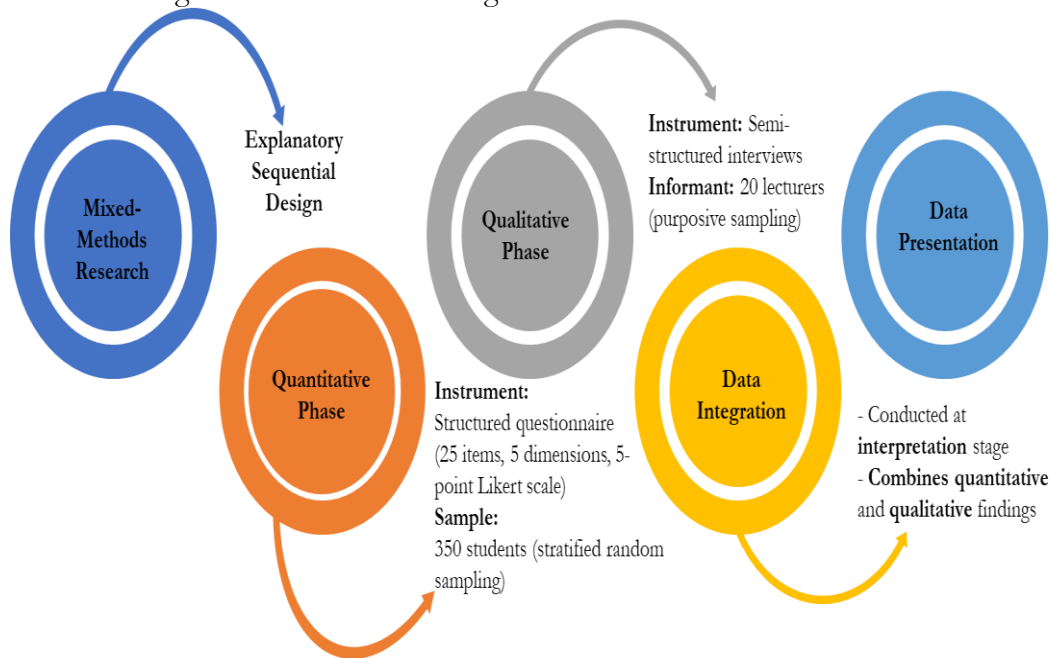 Mixed-
Methods
Research
Explanatory
Sequential
Design
Quantitative
Phase
Instrument:
Structured questionnaire
(25 items, 5 dimensions, 5-
point Likert scale)
Sample:
350 students (stratified random
sampling)
Qualitative
Phase
Instrument: Semi-
structured interviews
Informant: 20 lecturers
(purposive sampling)
Data
Integration
- Conducted at
interpretation stage
- Combines quantitative
and qualitative findings
Data
Presentation